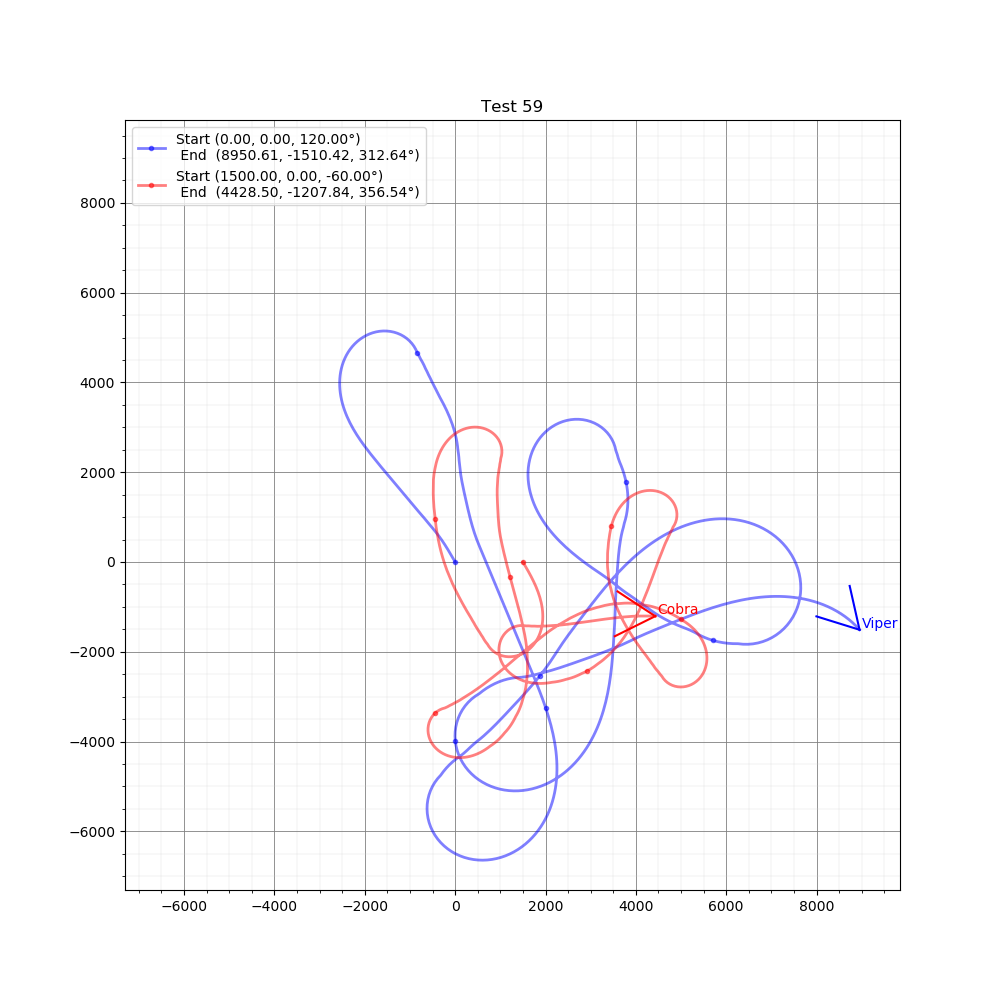 Test 59
Start (0.00, 0.00, 120.00°)
End (8950.61, -1510.42, 312.64°)
Start (1500.00, 0.00, -60.00°)
End (4428.50, -1207.84, 356.54°)
8000
6000
4000
2000
0
−2000
−4000
−6000
Cobra
Viper
−6000 −4000 −2000 0 2000 4000 6000 8000